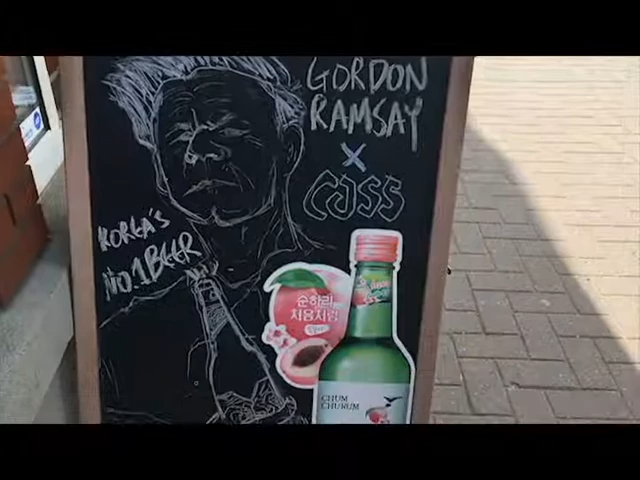 GORDON
RAMSAY
X
CASS
KOREA'S
NO.1 BEER
순하리
처음처럼
CHUM
CHURUM